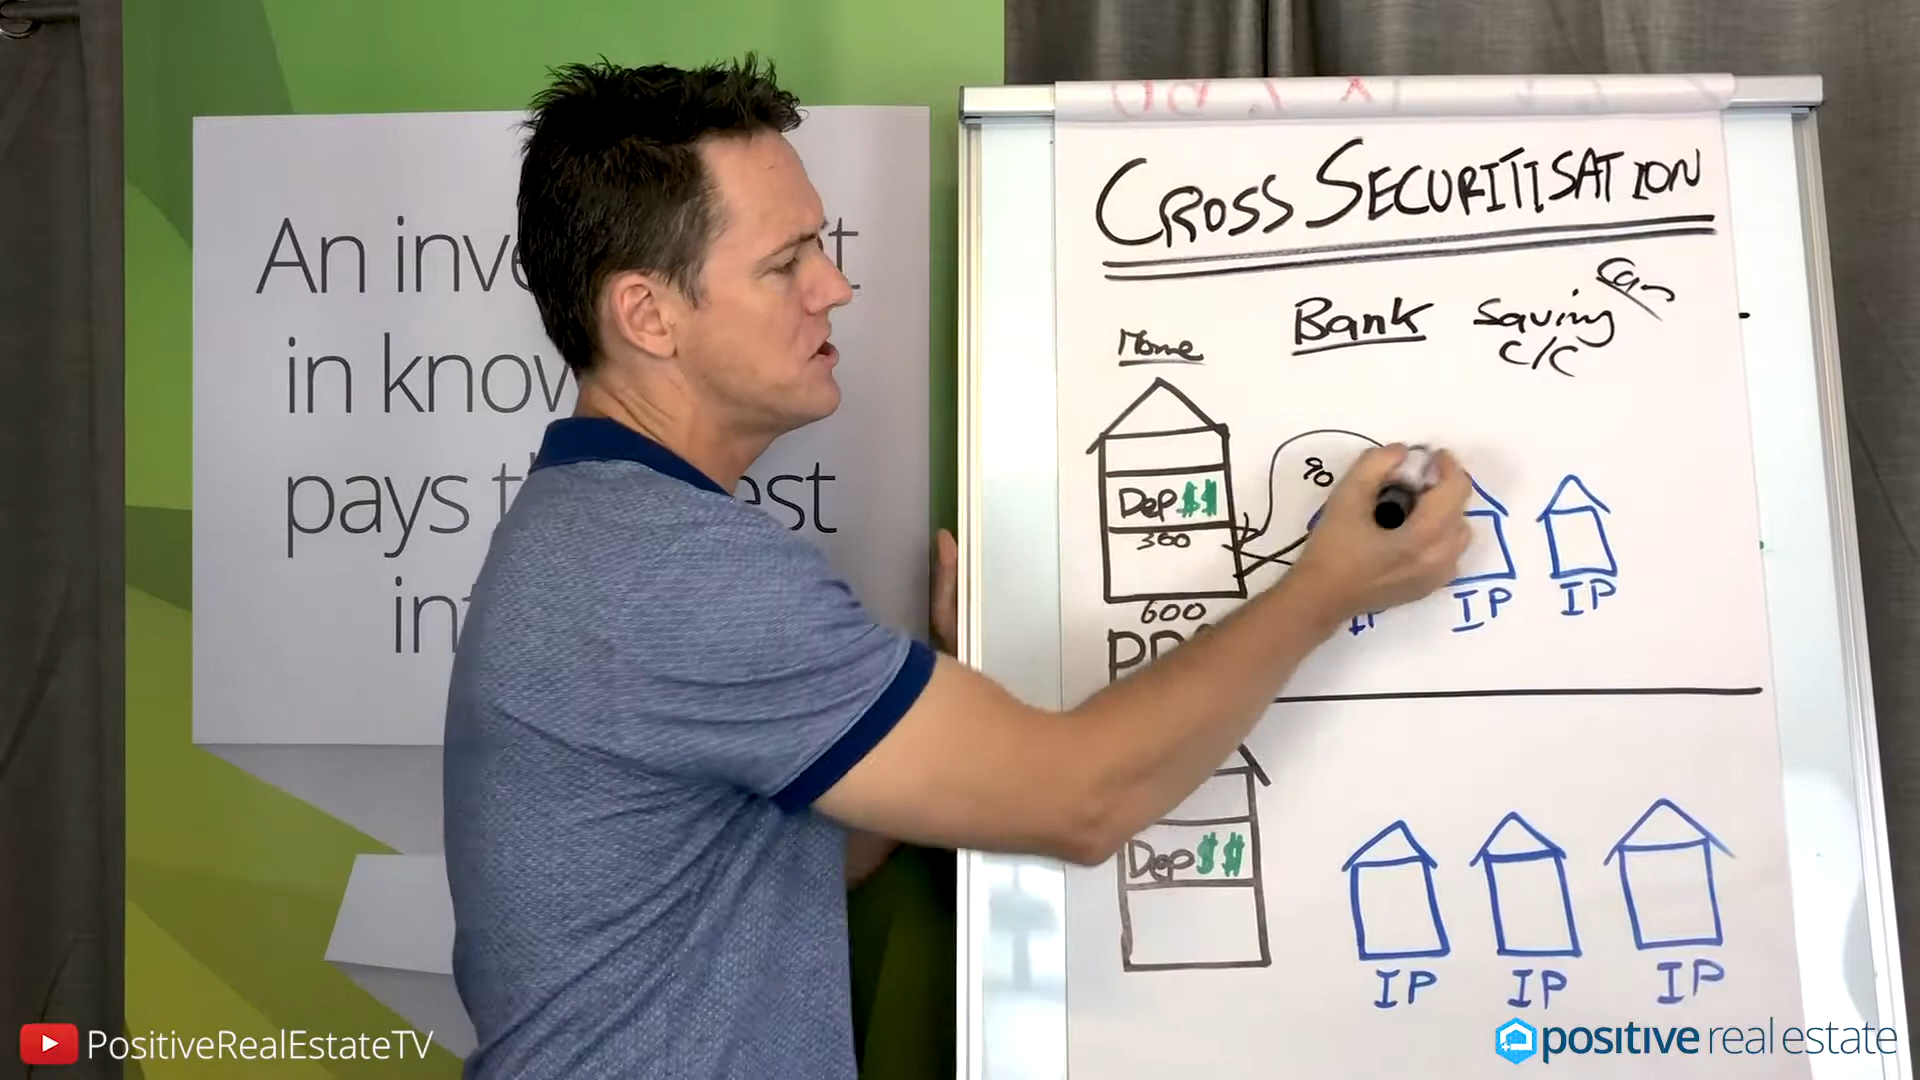 An inve t
in know
pays t est
in
CROSS SECURITISATION
Home
Bank
Saving
C/C
90
Dep $$
300
600
IP
IP
IP
Dep $$
IP
IP
IP
PositiveRealEstateTV
positive real estate